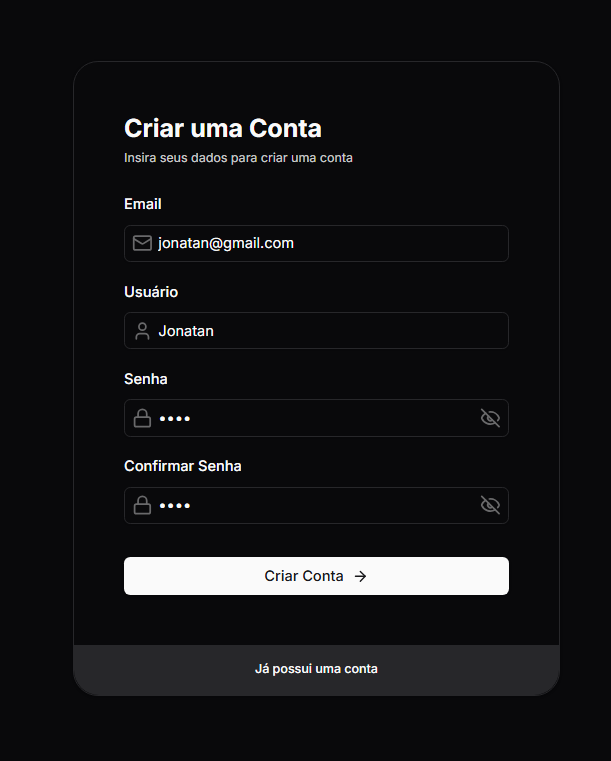 Criar uma Conta
Insira seus dados para criar uma conta
Email
jonatan@gmail.com
Usuário
Jonatan
Senha
••••
Confirmar Senha
••••
Criar Conta →
Já possui uma conta